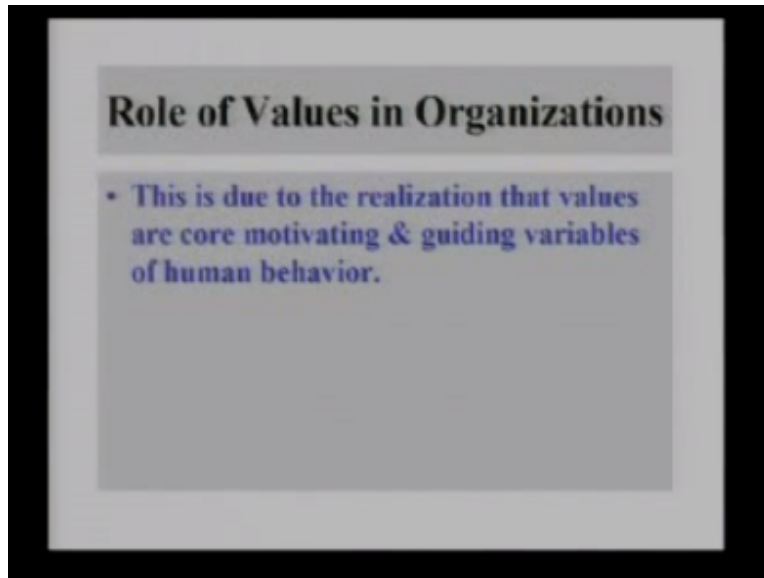 Role of Values in Organizations
• This is due to the realization that values
are core motivating & guiding variables
of human behavior.